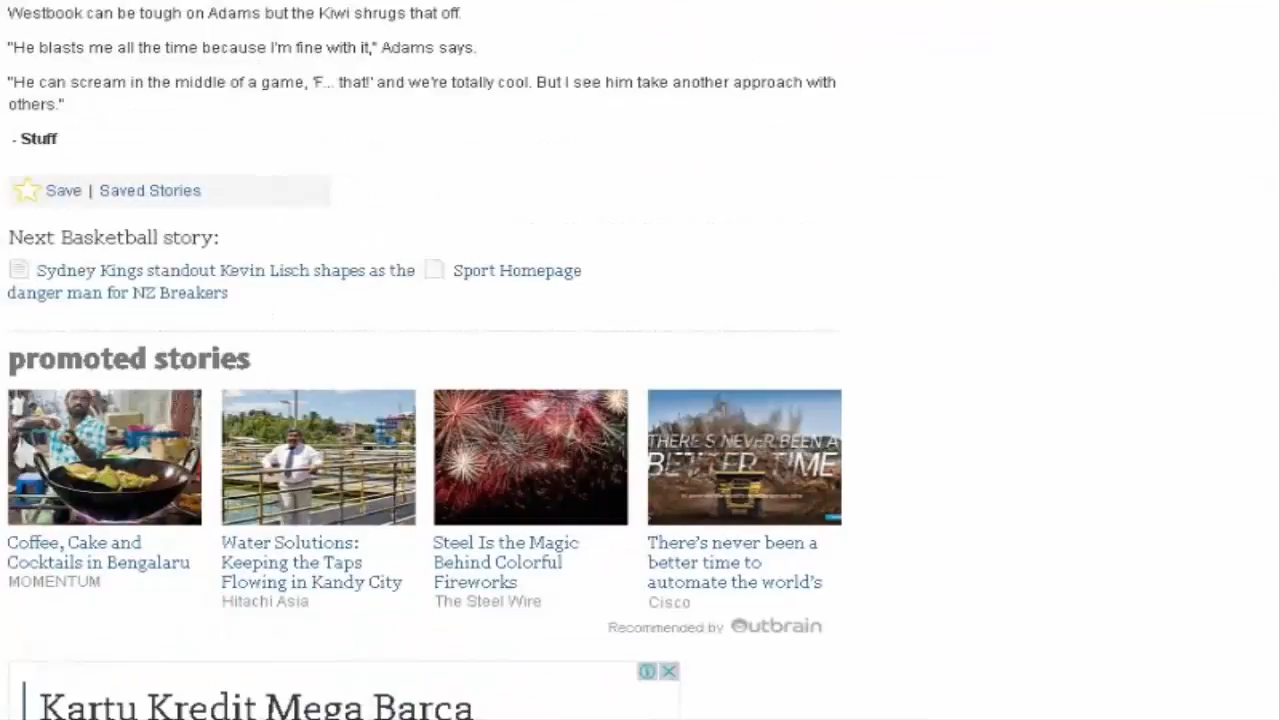 Westbook can be tough on Adams but the Kiwi shrugs that off.
"He blasts me all the time because I'm fine with it," Adams says.
"He can scream in the middle of a game, 'F... that!' and we're totally cool. But I see him take another approach with
others."
- Stuff
Save | Saved Stories
Next Basketball story:
Sydney Kings standout Kevin Lisch shapes as the
danger man for NZ Breakers
Sport Homepage
promoted stories
THERE'S NEVER BEEN A
BETTER TIME
Coffee, Cake and
Cocktails in Bengalaru
MOMENTUM
Water Solutions:
Keeping the Taps
Flowing in Kandy City
Hitachi Asia
Steel Is the Magic
Behind Colorful
Fireworks
The Steel Wire
There's never been a
better time to
automate the world's
Cisco
Recommended by Outbrain
Kartu Kredit Mega Barca